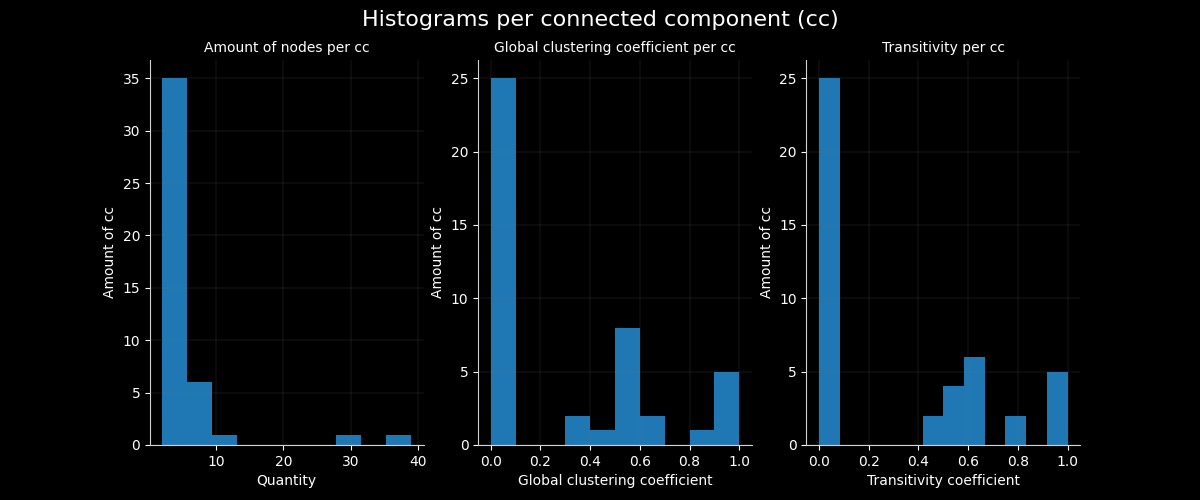 Histograms per connected component (cc)
Amount of nodes per cc
Amount of cc
35
30
25
20
15
10
5
0
10 20 30 40
Quantity
Global clustering coefficient per cc
Amount of cc
25
20
15
10
5
0
0.0 0.2 0.4 0.6 0.8 1.0
Global clustering coefficient
Transitivity per cc
Amount of cc
25
20
15
10
5
0
0.0 0.2 0.4 0.6 0.8 1.0
Transitivity coefficient